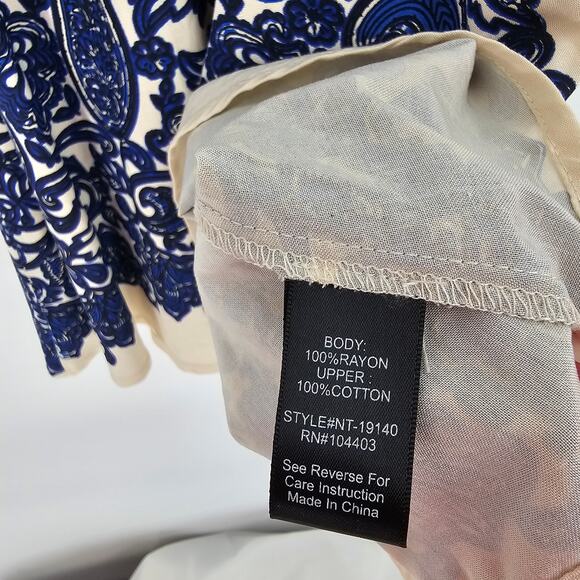 BODY:
100%RAYON
UPPER :
100%COTTON
STYLE#NT-19140
RN#104403
See Reverse For
Care Instruction
Made In China